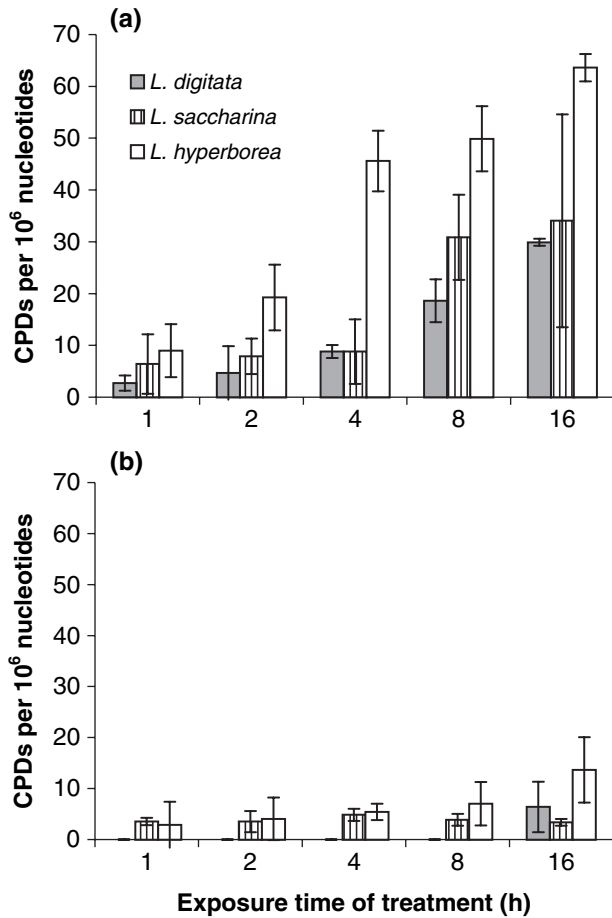 (a)
70
60
50
40
30
20
10
0
CPDs per 10⁶ nucleotides
L. digitata
L. saccharina
L. hyperborea
1 2 4 8 16
(b)
70
60
50
40
30
20
10
0
CPDs per 10⁶ nucleotides
1 2 4 8 16
Exposure time of treatment (h)